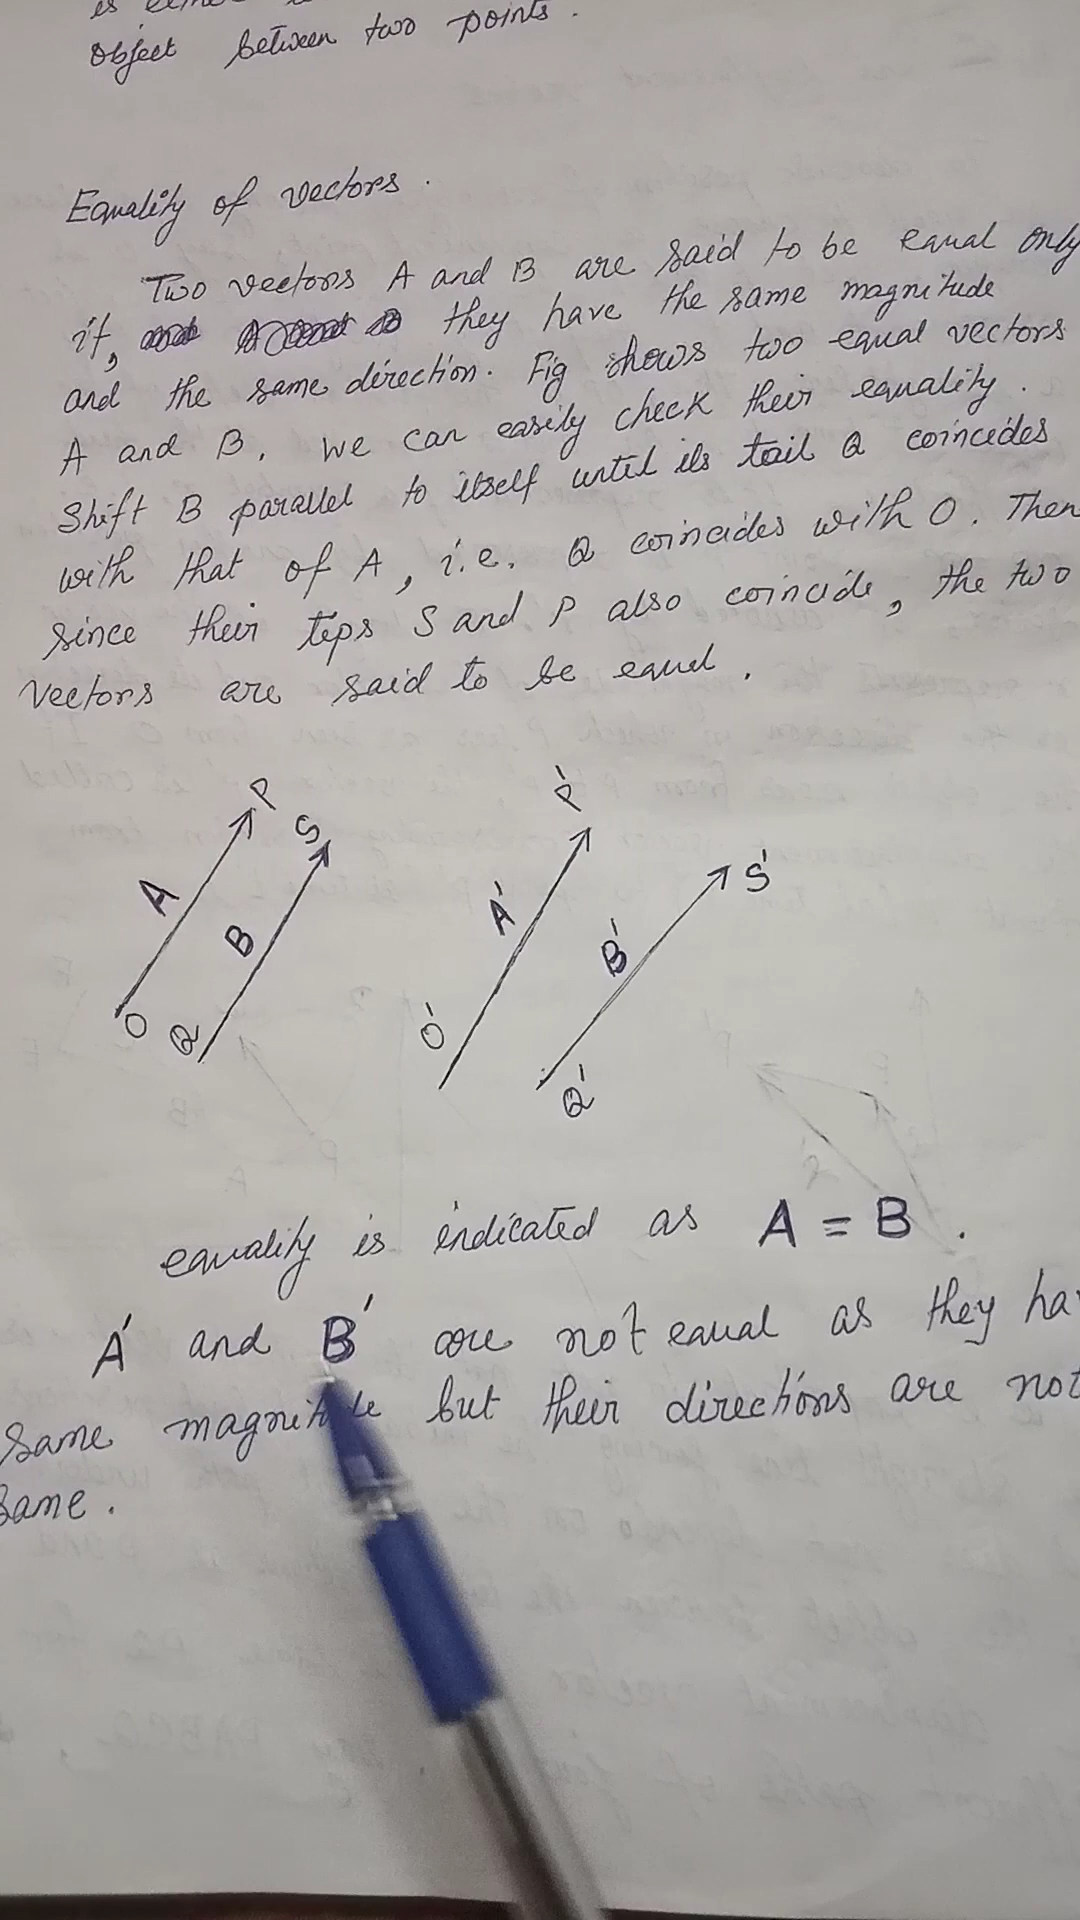 object between two points.
Equality of vectors.
Two vectors A and B are said to be equal only
if, they have the same magnitude
and the same direction. Fig shows two equal vectors
A and B. We can easily check their equality.
Shift B parallel to itself until its tail Q coincides
with that of A, i.e. Q coincides with O. Then
since their tips S and P also coincide, the two
vectors are said to be equal.
P
S
A
B
O
Q
P'
S'
A'
B'
O'
Q'
equality is indicated as A = B.
A' and B' are not equal as they ha
same magnitude but their directions are not
same.